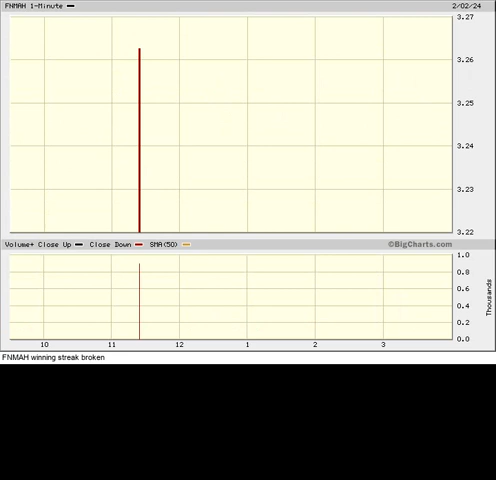 FNMAH 1-Minute 2/02/24
3.27
3.26
3.25
3.24
3.23
3.22
Volume+ Close Up Close Down SMA(50) ©BigCharts.com
1.0
0.8
0.6
0.4
0.2
0.0
Thousands
10 11 12 1 2 3
FNMAH winning streak broken